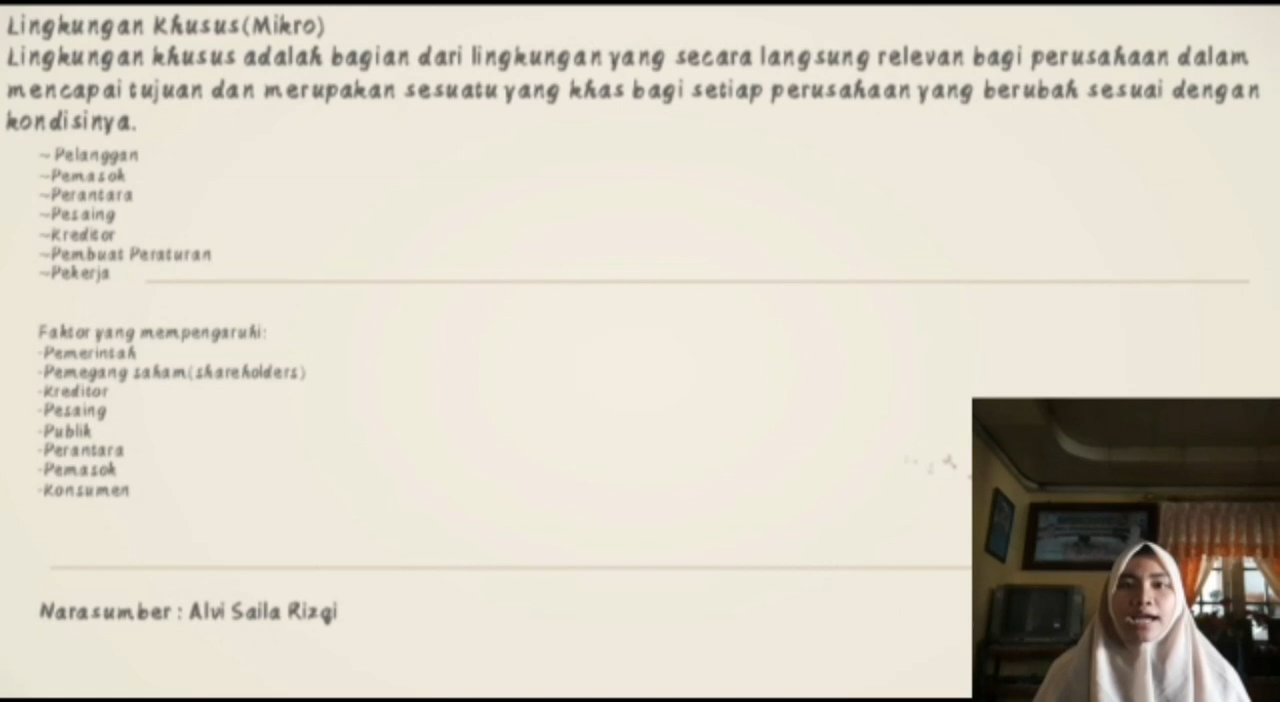 Lingkungan Khusus(Mikro)
Lingkungan khusus adalah bagian dari lingkungan yang secara langsung relevan bagi perusahaan dalam
mencapai tujuan dan merupakan sesuatu yang khas bagi setiap perusahaan yang berubah sesuai dengan
kondisinya.
~Pelanggan
~Pemasok
~Perantara
~Pesaing
~Kreditor
~Pembuat Peraturan
~Pekerja
Faktor yang mempengaruhi:
-Pemerintah
-Pemegang saham(shareholders)
-Kreditor
-Pesaing
-Publik
-Perantara
-Pemasok
-Konsumen
Narasumber : Alvi Saila Rizqi